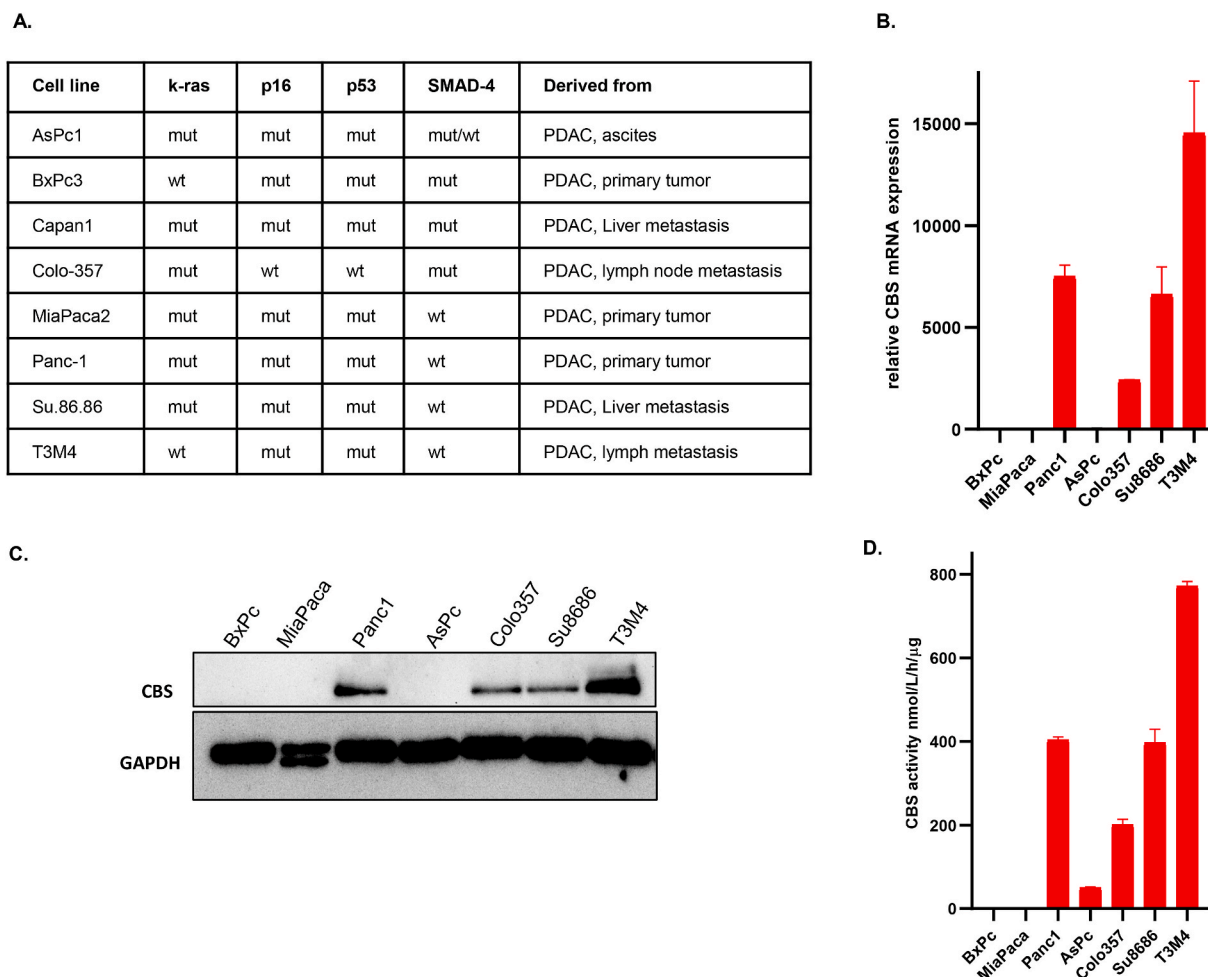 A.
Cell line k-ras p16 p53 SMAD-4 Derived from
AsPc1 mut mut mut mut/wt PDAC, ascites
BxPc3 wt mut mut mut PDAC, primary tumor
Capan1 mut mut mut mut PDAC, Liver metastasis
Colo-357 mut wt wt mut PDAC, lymph node metastasis
MiaPaca2 mut mut mut wt PDAC, primary tumor
Panc-1 mut mut mut wt PDAC, primary tumor
Su.86.86 mut mut mut wt PDAC, Liver metastasis
T3M4 wt mut mut wt PDAC, lymph metastasis
B.
relative CBS mRNA expression
15000
10000
5000
0
BxPc MiaPaca Panc1 AsPc Colo357 Su8686 T3M4
C.
BxPc MiaPaca Panc1 AsPc Colo357 Su8686 T3M4
CBS
GAPDH
D.
CBS activity nmol/L/h/μg
800
600
400
200
0
BxPc MiaPaca Panc1 AsPc Colo357 Su8686 T3M4